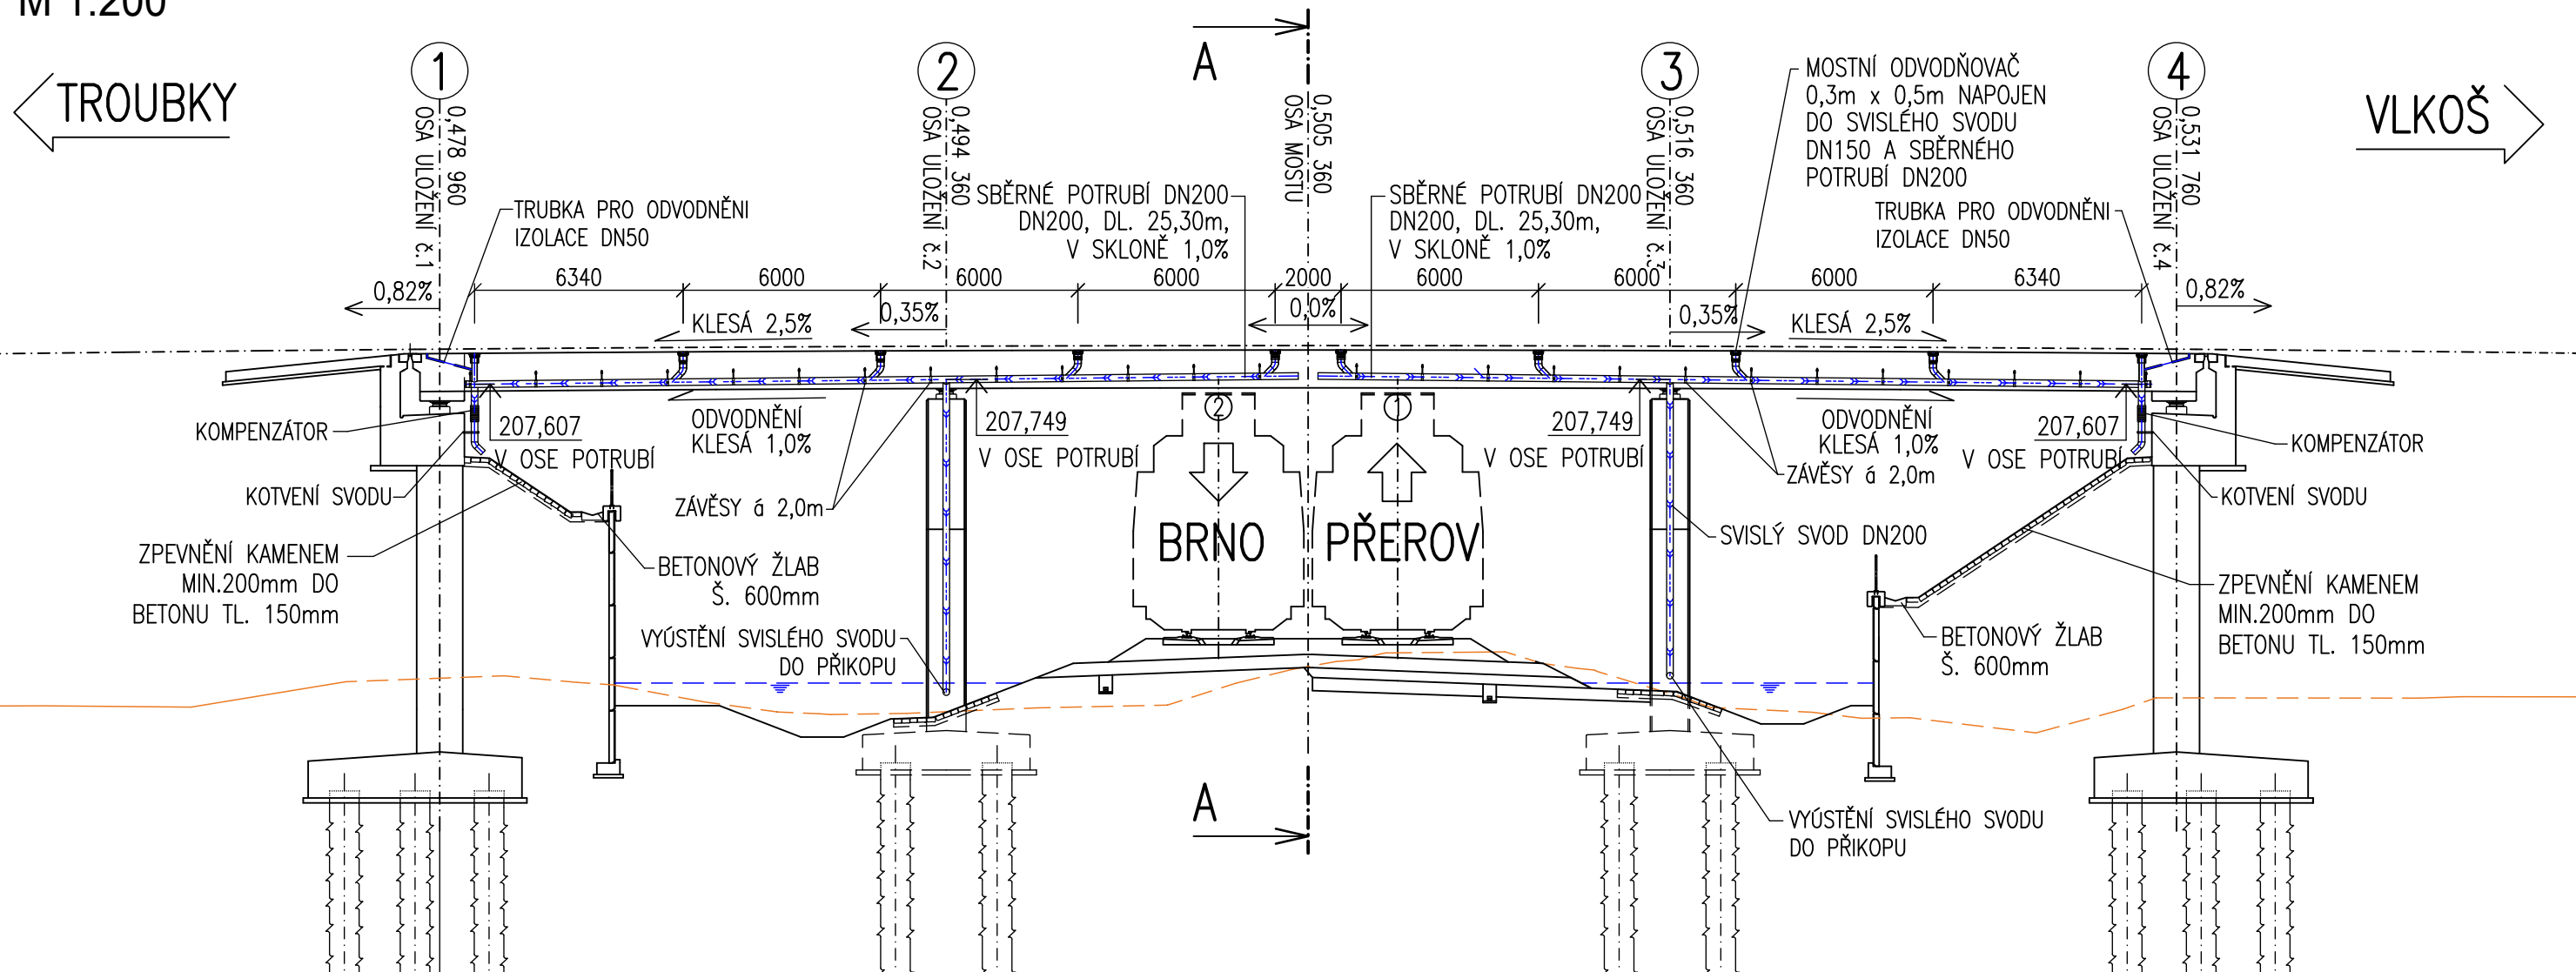 M 1:200
TROUBKY
VLKOŠ
1
0,478 960
OSA ULOŽENÍ č.1
2
0,494 360
OSA ULOŽENÍ č.2
A
0,505 360
OSA MOSTU
3
0,516 360
OSA ULOŽENÍ č.3
4
0,531 760
OSA ULOŽENÍ č.4
MOSTNÍ ODVODŇOVAČ
0,3m x 0,5m NAPOJEN
DO SVISLÉHO SVODU
DN150 A SBĚRNÉHO
POTRUBÍ DN200
TRUBKA PRO ODVODNĚNI
IZOLACE DN50
SBĚRNÉ POTRUBÍ DN200
DN200, DL. 25,30m,
V SKLONĚ 1,0%
SBĚRNÉ POTRUBÍ DN200
DN200, DL. 25,30m,
V SKLONĚ 1,0%
TRUBKA PRO ODVODNĚNI
IZOLACE DN50
6340
6000
6000
6000
2000
6000
6000
6000
6340
0,82%
KLESÁ 2,5%
0,35%
0,0%
0,35%
KLESÁ 2,5%
0,82%
KOMPENZÁTOR
207,607
V OSE POTRUBÍ
ODVODNĚNÍ
KLESÁ 1,0%
207,749
V OSE POTRUBÍ
2
1
207,749
V OSE POTRUBÍ
ODVODNĚNÍ
KLESÁ 1,0%
207,607
V OSE POTRUBÍ
KOMPENZÁTOR
KOTVENÍ SVODU
ZÁVĚSY á 2,0m
ZÁVĚSY á 2,0m
KOTVENÍ SVODU
BRNO
PŘEROV
SVISLÝ SVOD DN200
ZPEVNĚNÍ KAMENEM
MIN.200mm DO
BETONU TL. 150mm
BETONOVÝ ŽLAB
Š. 600mm
ZPEVNĚNÍ KAMENEM
MIN.200mm DO
BETONU TL. 150mm
VYÚSTĚNÍ SVISLÉHO SVODU
DO PŘIKOPU
BETONOVÝ ŽLAB
Š. 600mm
A
VYÚSTĚNÍ SVISLÉHO SVODU
DO PŘIKOPU